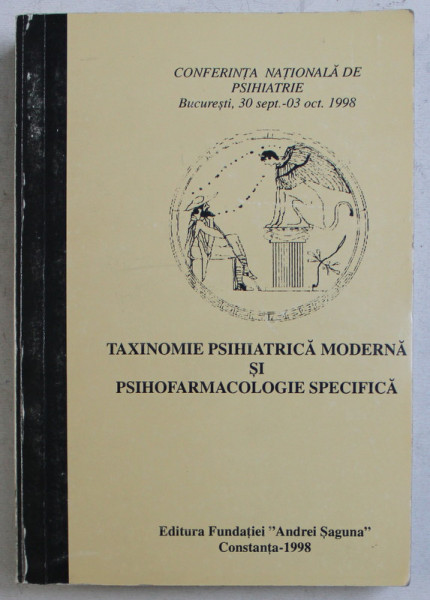 CONFERINȚA NAȚIONALĂ DE
PSIHIATRIE
București, 30 sept.-03 oct. 1998
TAXINOMIE PSIHIATRICĂ MODERNĂ
ȘI
PSIHOFARMACOLOGIE SPECIFICĂ
Editura Fundației "Andrei Șaguna"
Constanța-1998